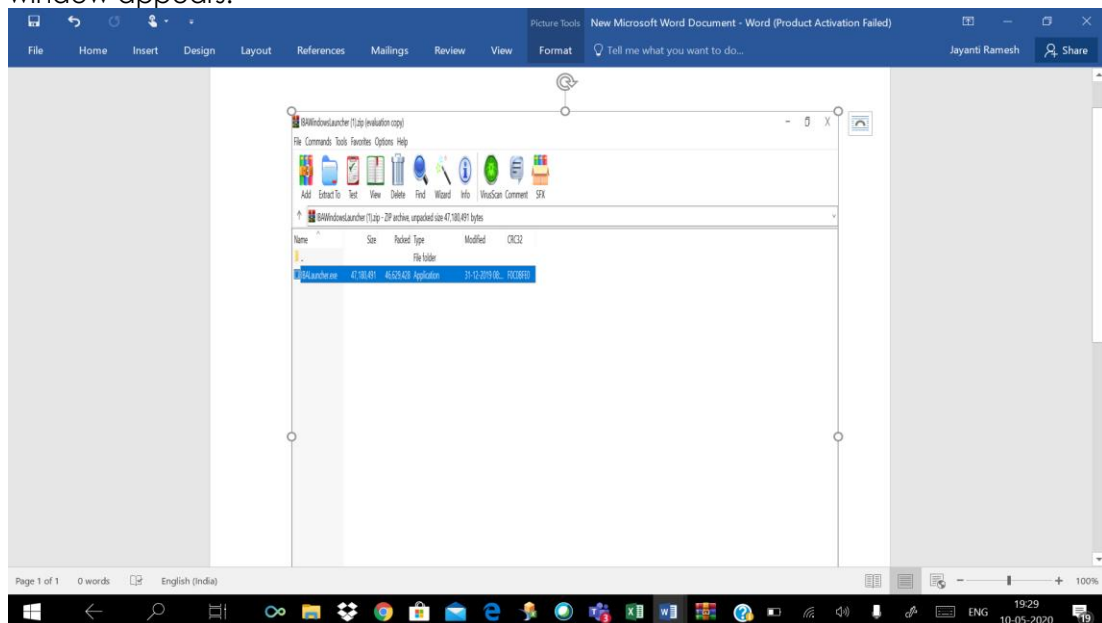 window appears.
Picture Tools New Microsoft Word Document - Word (Product Activation Failed)
File Home Insert Design Layout References Mailings Review View Format Tell me what you want to do... Jayanti Ramesh Share
IBAWindowsLauncher (1).zip (evaluation copy)
File Commands Tools Favorites Options Help
Add Extract To Test View Delete Find Wizard Info VirusScan Comment SFX
IBAWindowsLauncher (1).zip - ZIP archive, unpacked size 47,180,491 bytes
Name Size Packed Type Modified CRC32
.. File folder
IBALauncher.exe 47,180,491 46,629,428 Application 31-12-2019 08...
Page 1 of 1 0 words English (India) 100%
ENG 19:29
10-05-2020 19